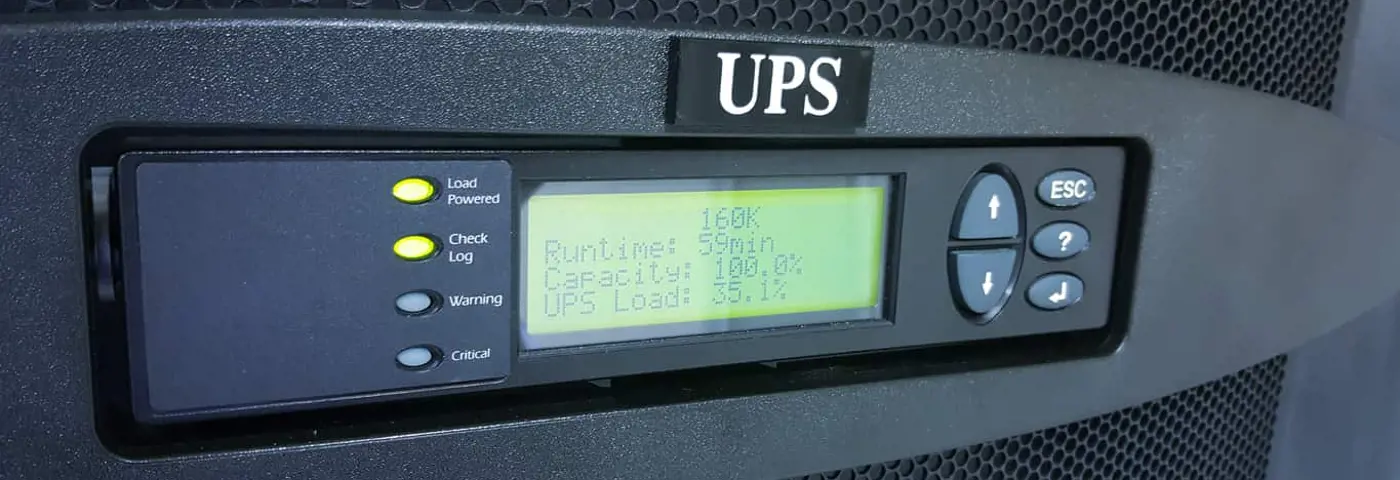 UPS
Load
Powered
Check
Log
Warning
Critical
160K
Runtime: 59min
Capacity: 100.0%
UPS Load: 35.1%
ESC
?